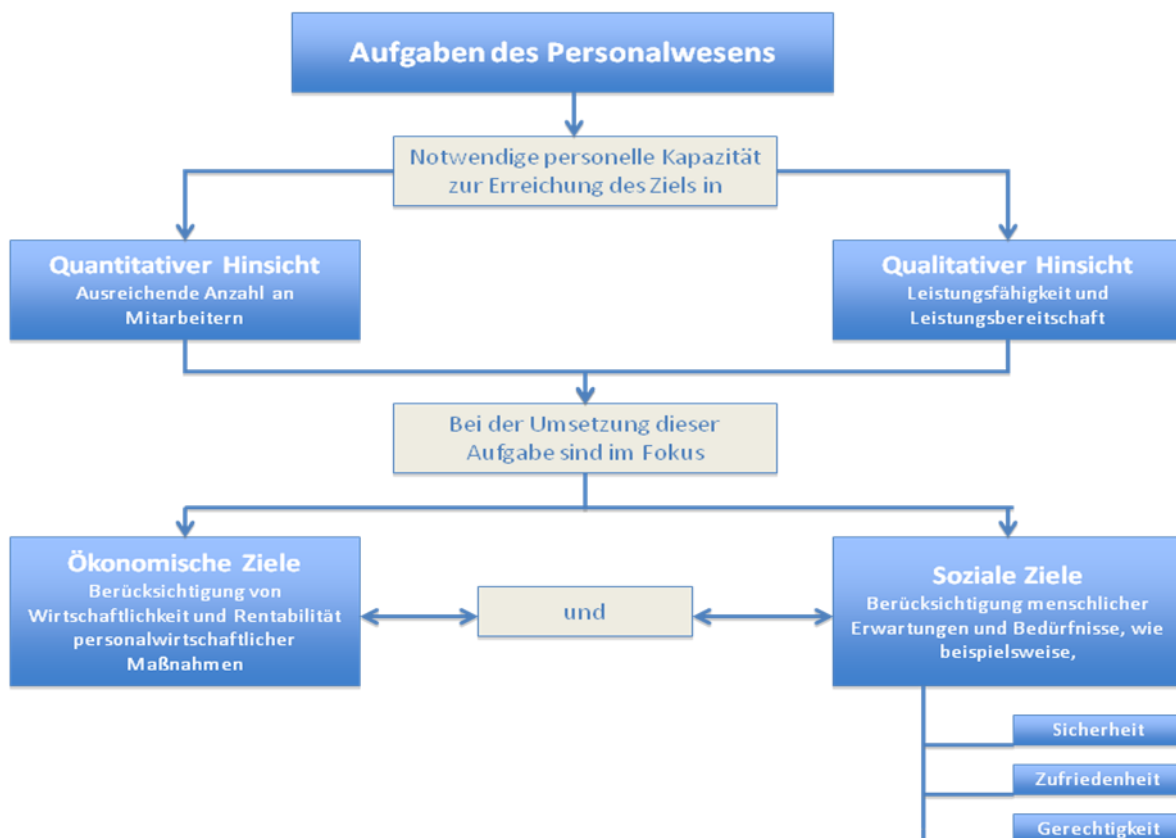 Aufgaben des Personalwesens
Notwendige personelle Kapazität
zur Erreichung des Ziels in
Quantitativer Hinsicht
Ausreichende Anzahl an
Mitarbeitern
Qualitativer Hinsicht
Leistungsfähigkeit und
Leistungsbereitschaft
Bei der Umsetzung dieser
Aufgabe sind im Fokus
Ökonomische Ziele
Berücksichtigung von
Wirtschaftlichkeit und Rentabilität
personalwirtschaftlicher
Maßnahmen
und
Soziale Ziele
Berücksichtigung menschlicher
Erwartungen und Bedürfnisse, wie
beispielsweise,
Sicherheit
Zufriedenheit
Gerechtigkeit